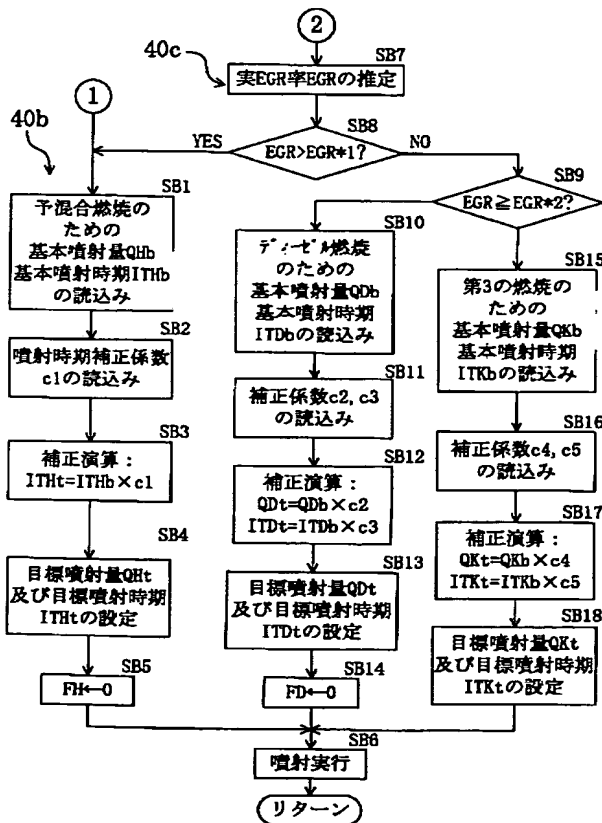 2
40c
SB7
実EGR率EGRの推定
1
40b
SB8
YES
EGR>EGR*1?
NO
SB9
EGR≧EGR*2?
SB1
予混合燃焼の
ための
基本噴射量QHb
基本噴射時期ITHb
の読込み
SB2
噴射時期補正係数
c1の読込み
SB3
補正演算：
ITHt=ITHb×c1
SB4
目標噴射量QHt
及び目標噴射時期
ITHtの設定
SB5
FH←0
SB10
ディーゼル燃焼
のための
基本噴射量QDb
基本噴射時期
ITDbの読込み
SB11
補正係数c2,c3
の読込み
SB12
補正演算：
QDt=QDb×c2
ITDt=ITDb×c3
SB13
目標噴射量QDt
及び目標噴射時期
ITDtの設定
SB14
FD←0
SB15
第3の燃焼の
ための
基本噴射量QKb
基本噴射時期
ITKbの読込み
SB16
補正係数c4,c5
の読込み
SB17
補正演算：
QKt=QKb×c4
ITKt=ITKb×c5
SB18
目標噴射量QKt
及び目標噴射時期
ITKtの設定
SB6
噴射実行
リターン